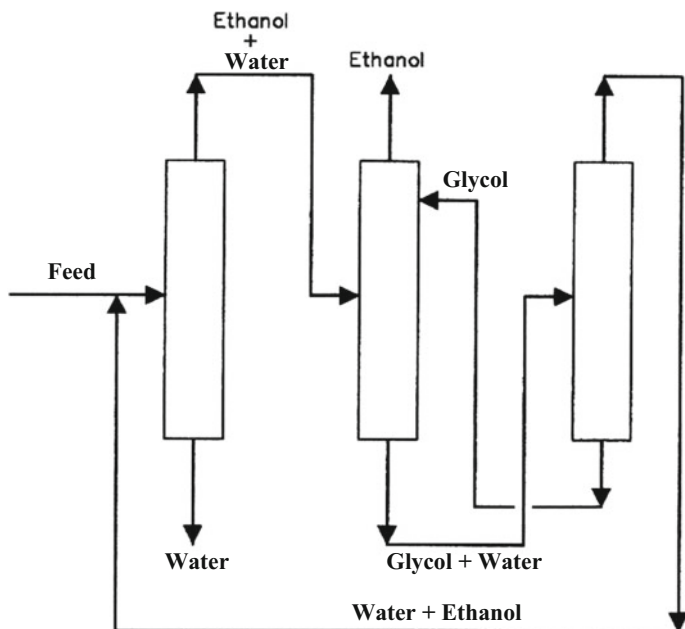 Ethanol
+
Water
Ethanol
Glycol
Feed
Water
Glycol + Water
Water + Ethanol